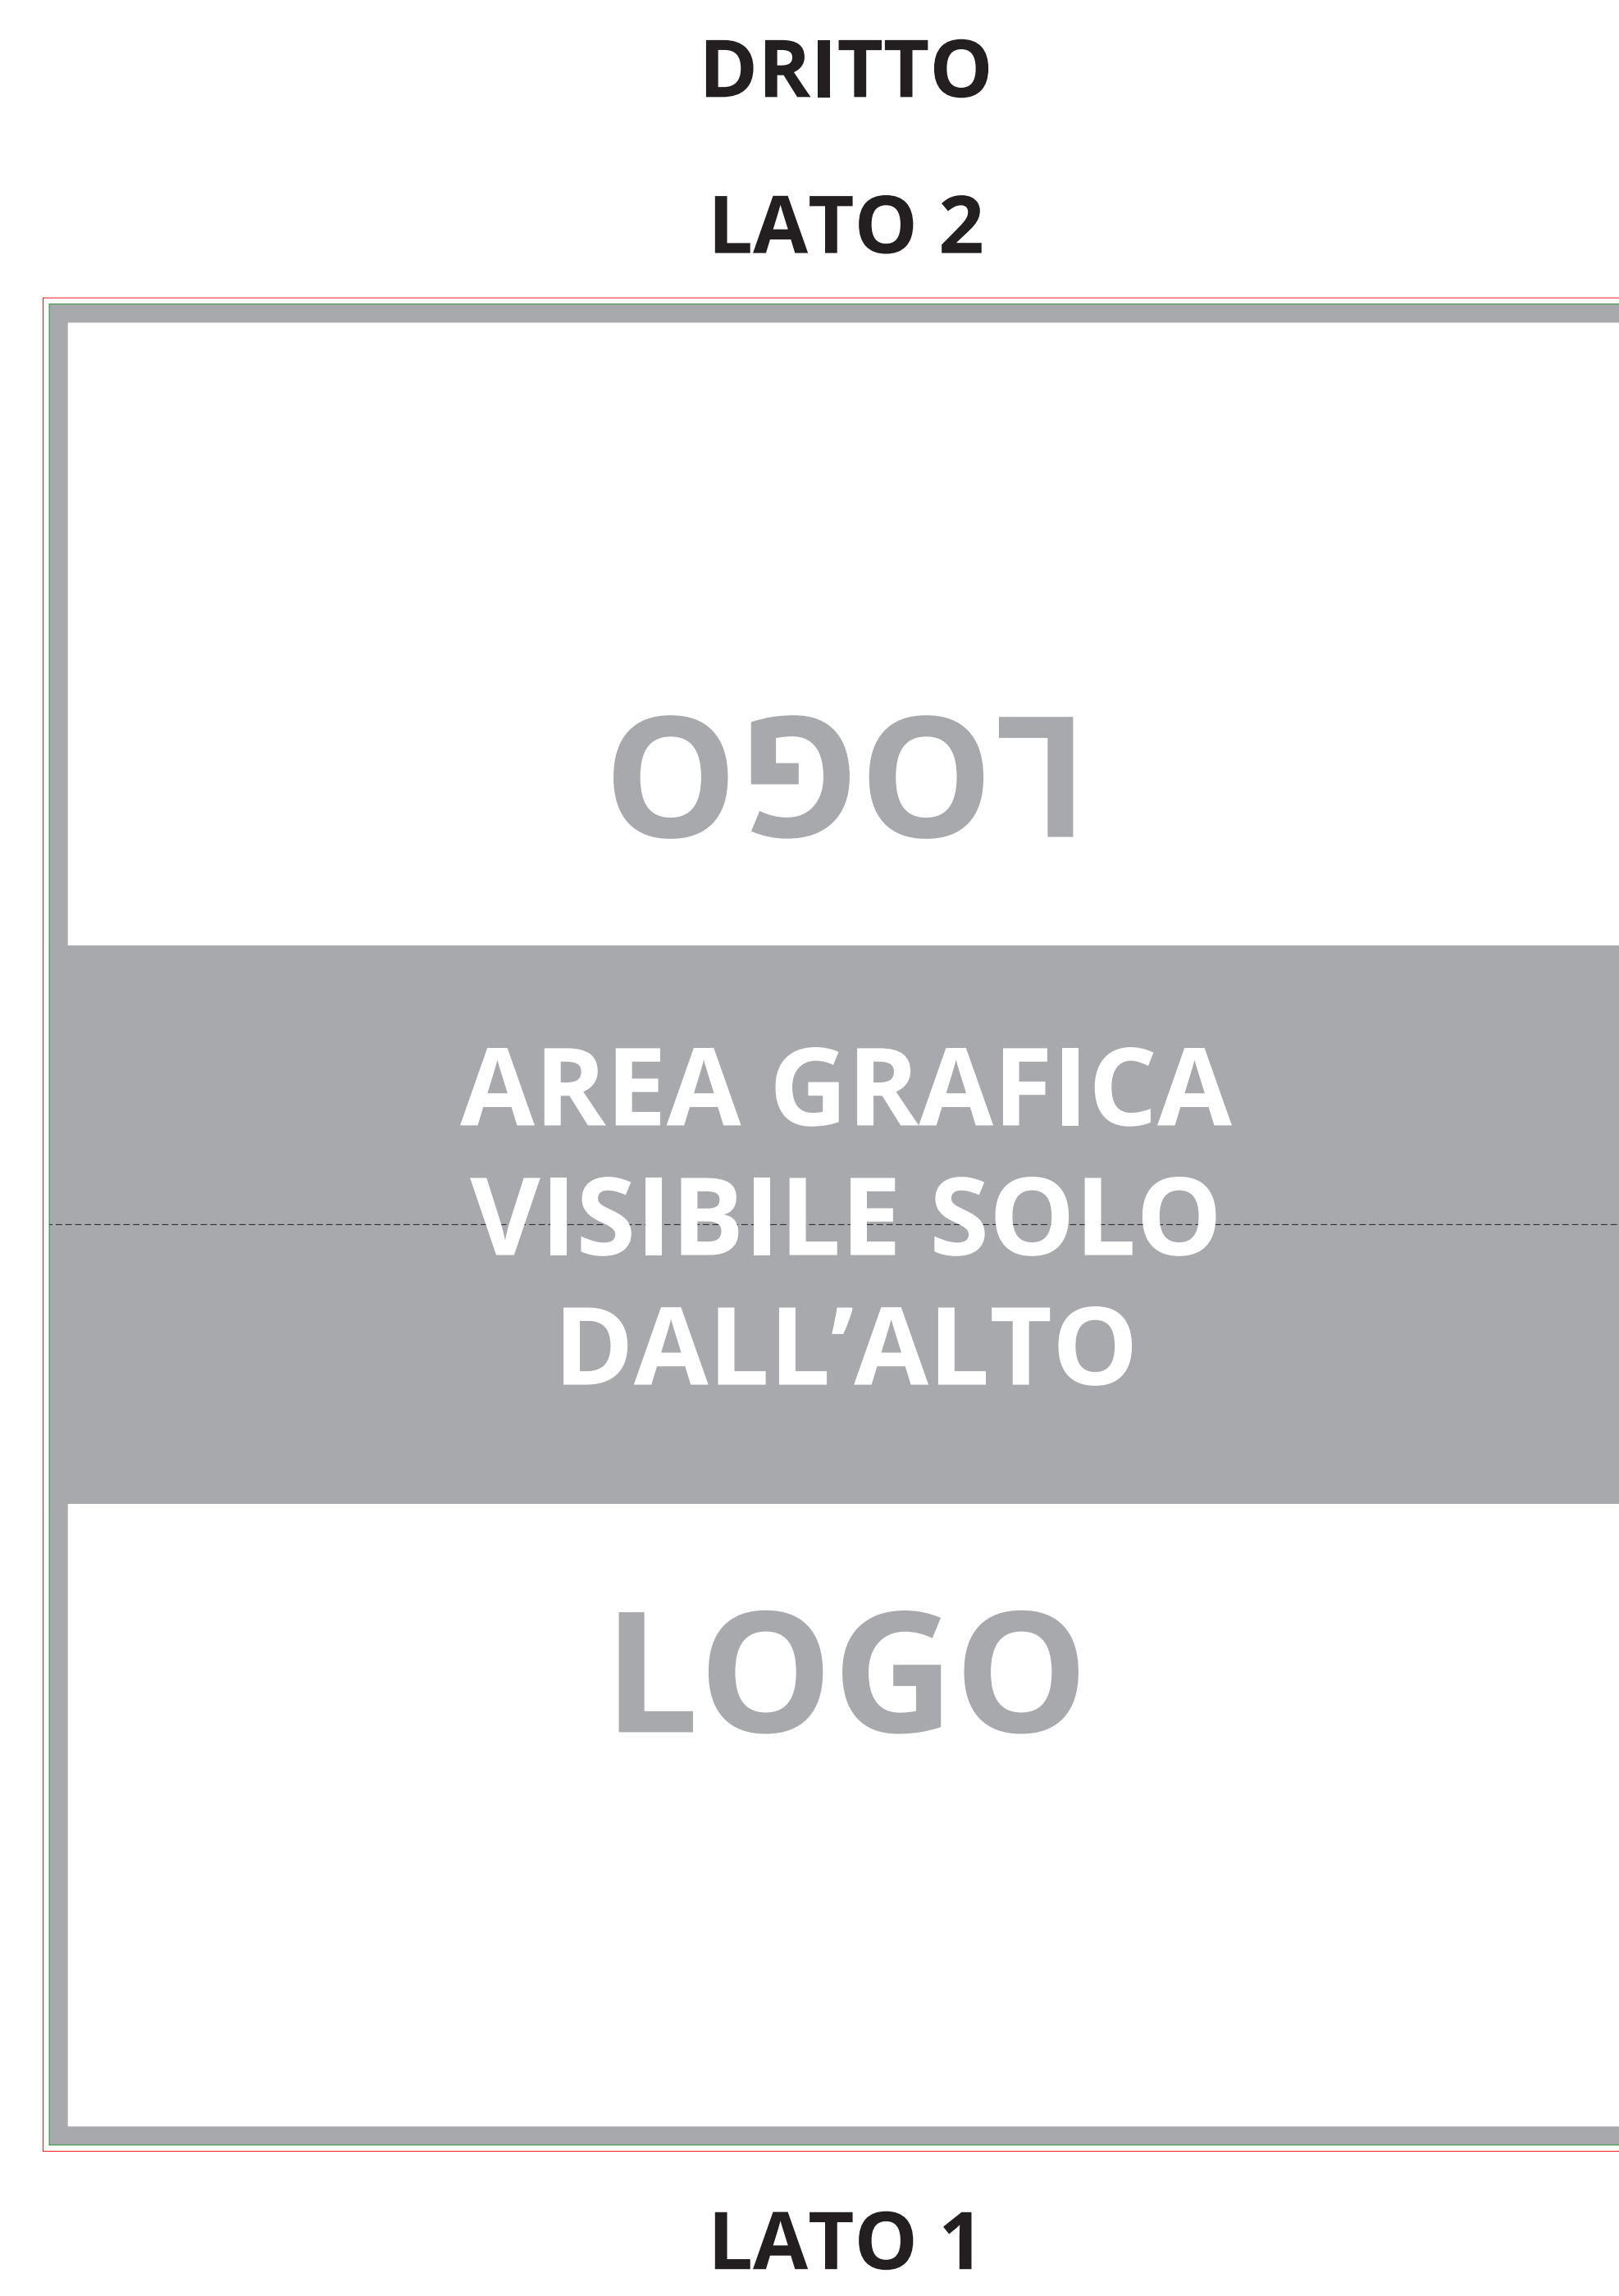 DRITTO
LATO 2
LOGO
AREA GRAFICA
VISIBILE SOLO
DALL’ALTO
LOGO
LATO 1